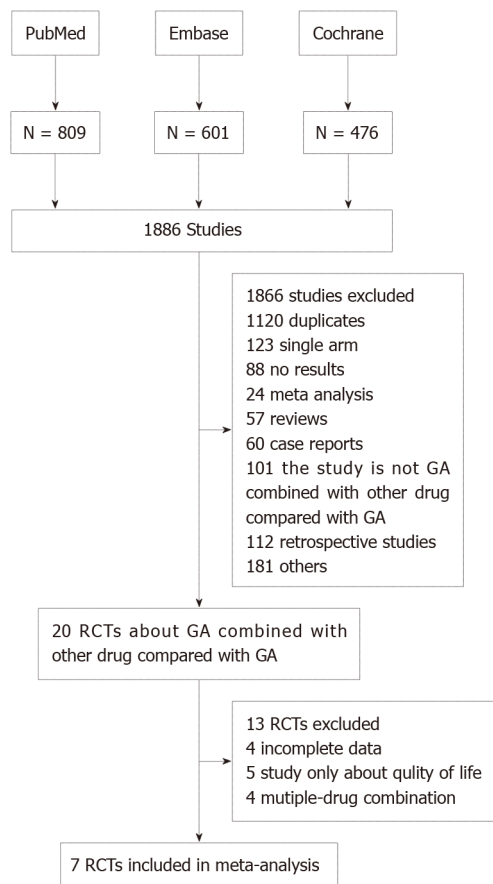 PubMed
Embase
Cochrane
N = 809
N = 601
N = 476
1886 Studies
1866 studies excluded
1120 duplicates
123 single arm
88 no results
24 meta analysis
57 reviews
60 case reports
101 the study is not GA
combined with other drug
compared with GA
112 retrospective studies
181 others
20 RCTs about GA combined with
other drug compared with GA
13 RCTs excluded
4 incomplete data
5 study only about qulity of life
4 mutiple-drug combination
7 RCTs included in meta-analysis